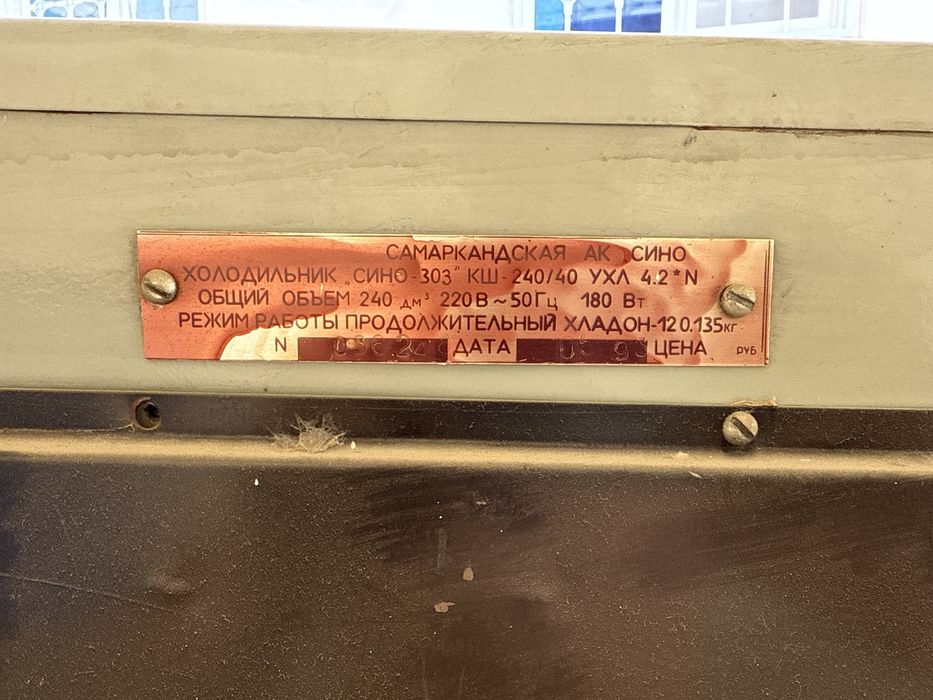 САМАРКАНДСКАЯ АК „СИНО"
ХОЛОДИЛЬНИК „СИНО-303" КШ-240/40 УХЛ 4.2*N
ОБЩИЙ ОБЪЕМ 240 дм³ 220В~50Гц 180 Вт
РЕЖИМ РАБОТЫ ПРОДОЛЖИТЕЛЬНЫЙ ХЛАДОН-12 0.135кг
N ДАТА ЦЕНА РУБ